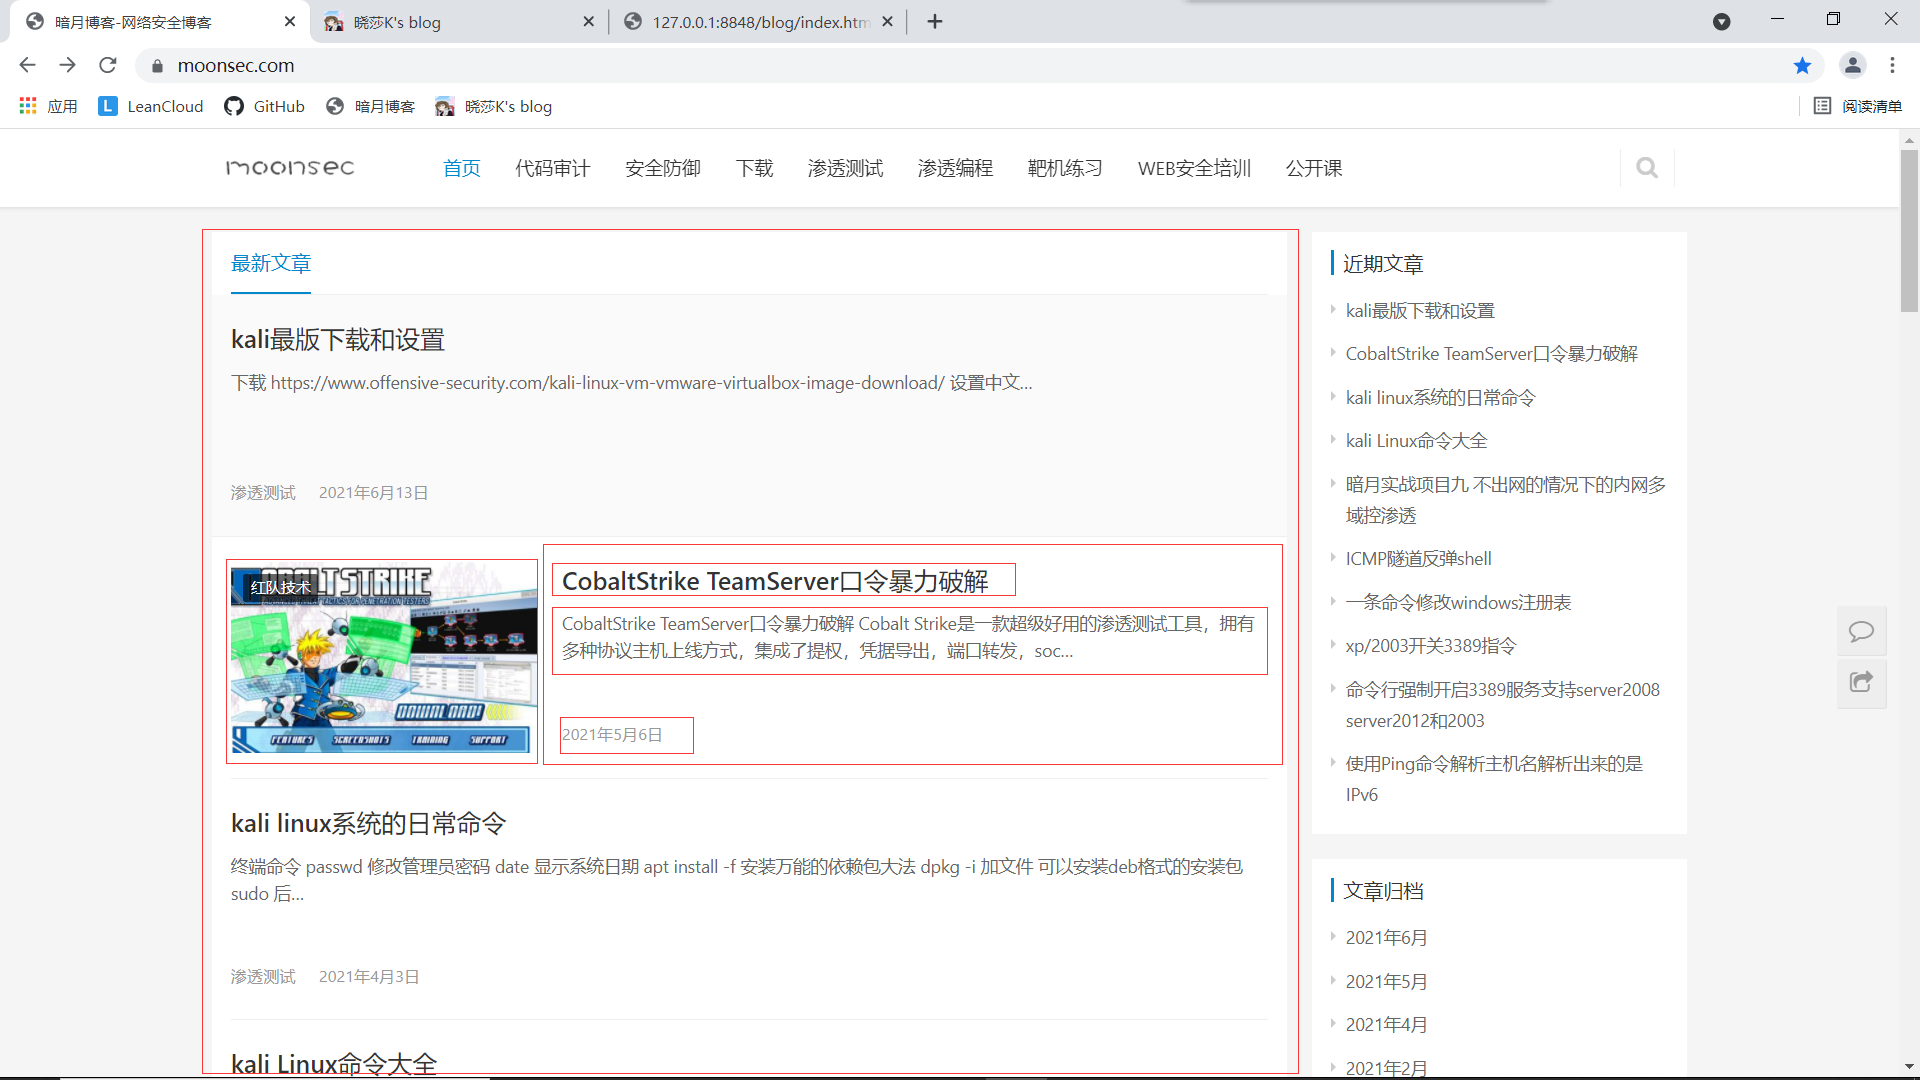 暗月博客-网络安全博客
晓莎K's blog
127.0.0.1:8848/blog/index.htm
moonsec.com
应用
LeanCloud
GitHub
暗月博客
晓莎K's blog
阅读清单
moonsec
首页
代码审计
安全防御
下载
渗透测试
渗透编程
靶机练习
WEB安全培训
公开课
最新文章
kali最版下载和设置
下载 https://www.offensive-security.com/kali-linux-vm-vmware-virtualbox-image-download/ 设置中文...
渗透测试 2021年6月13日
COBALT STRIKE
红队技术
DOWNLOAD!
FEATURES SCREENSHOTS TRAINING SUPPORT
CobaltStrike TeamServer口令暴力破解
CobaltStrike TeamServer口令暴力破解 Cobalt Strike是一款超级好用的渗透测试工具，拥有
多种协议主机上线方式，集成了提权，凭据导出，端口转发，soc...
2021年5月6日
kali linux系统的日常命令
终端命令 passwd 修改管理员密码 date 显示系统日期 apt install -f 安装万能的依赖包大法 dpkg -i 加文件 可以安装deb格式的安装包
sudo 后...
渗透测试 2021年4月3日
kali Linux命令大全
近期文章
kali最版下载和设置
CobaltStrike TeamServer口令暴力破解
kali linux系统的日常命令
kali Linux命令大全
暗月实战项目九 不出网的情况下的内网多
域控渗透
ICMP隧道反弹shell
一条命令修改windows注册表
xp/2003开关3389指令
命令行强制开启3389服务支持server2008
server2012和2003
使用Ping命令解析主机名解析出来的是
IPv6
文章归档
2021年6月
2021年5月
2021年4月
2021年2月